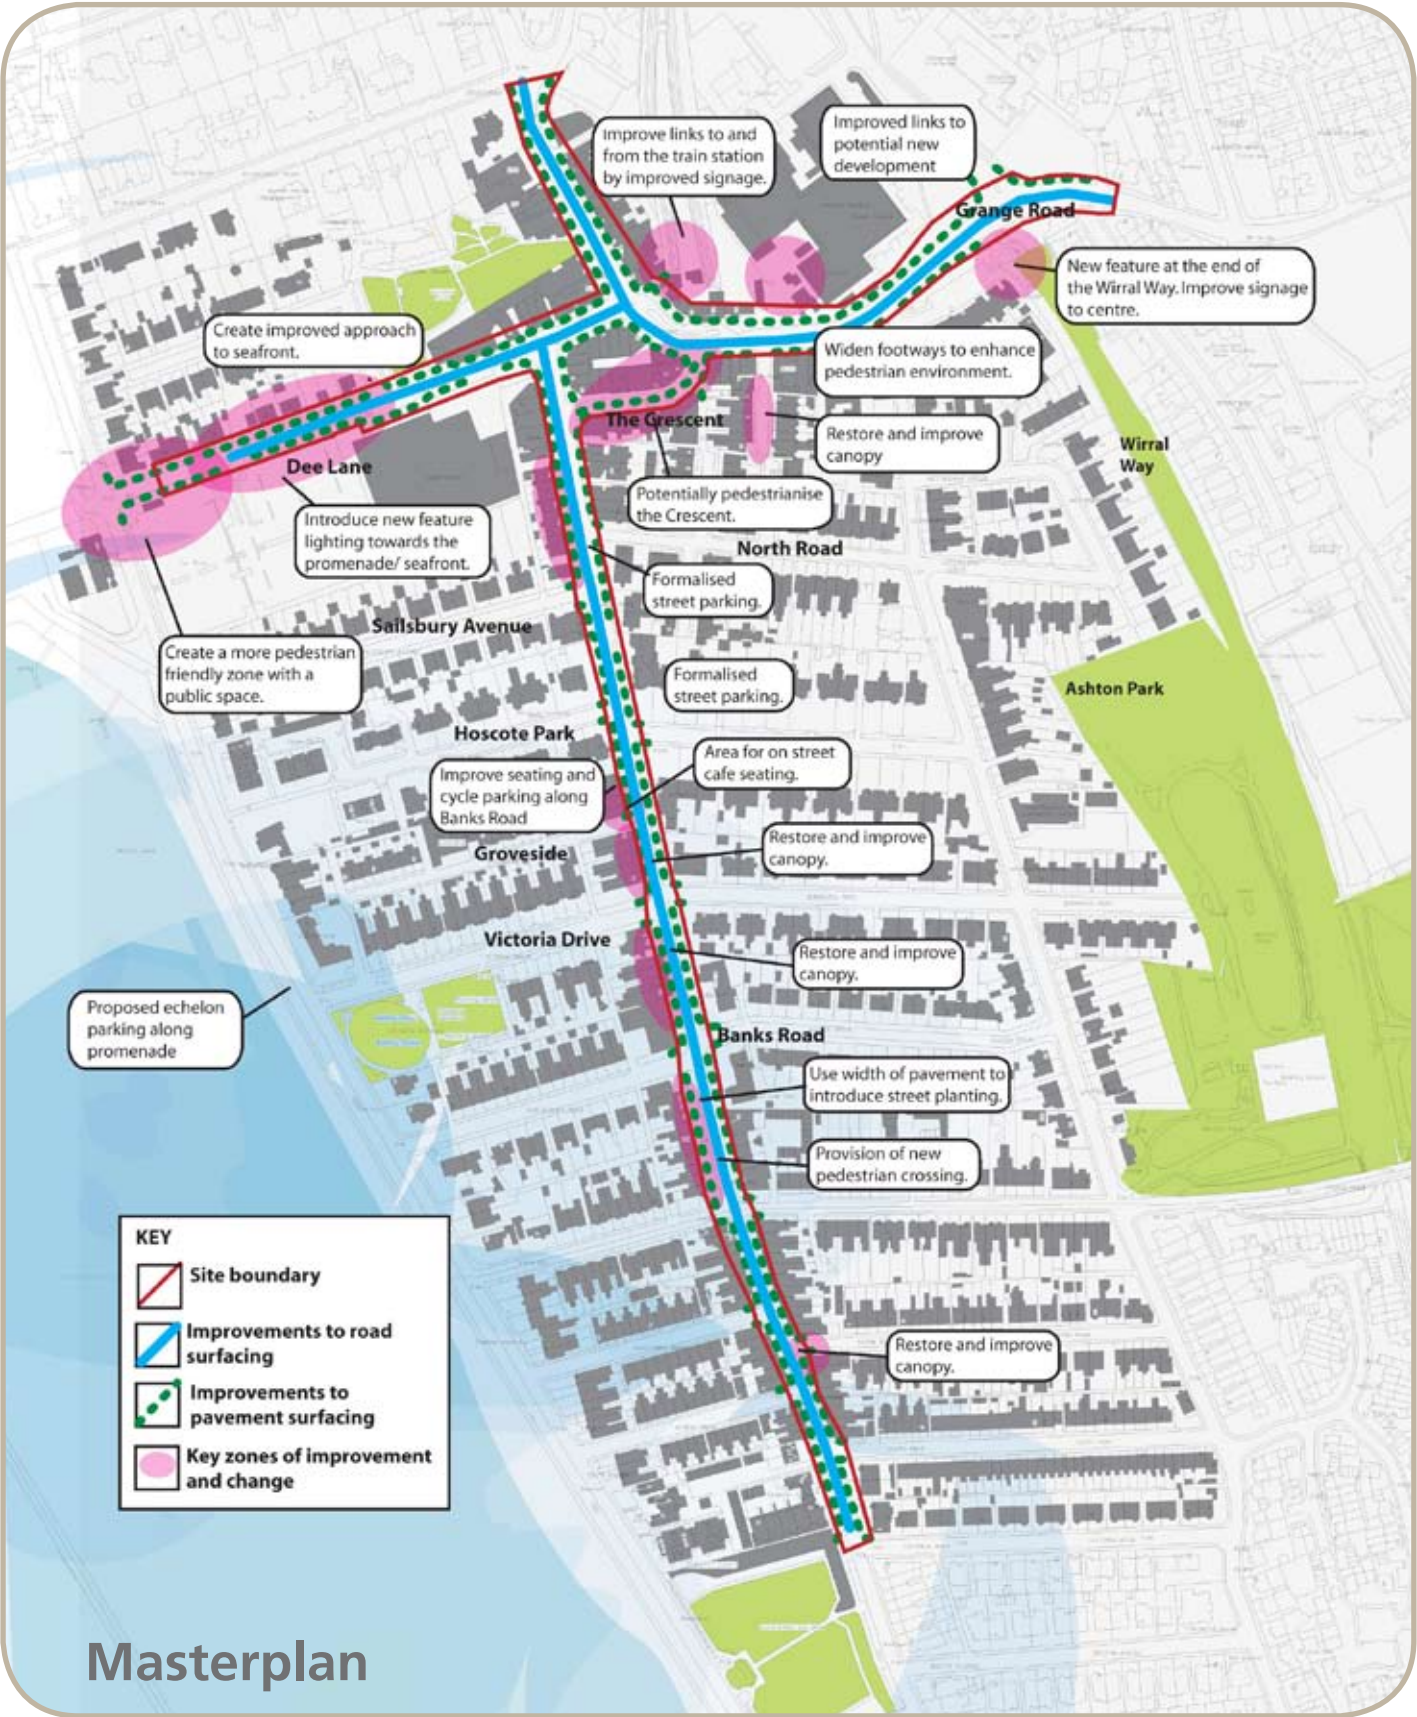 Improve links to and
from the train station
by improved signage.
Improved links to
potential new
development
Grange Road
New feature at the end of
the Wirral Way. Improve signage
to centre.
Create improved approach
to seafront.
Widen footways to enhance
pedestrian environment.
The Crescent
Restore and improve
canopy
Wirral
Way
Dee Lane
Potentially pedestrianise
the Crescent.
Introduce new feature
lighting towards the
promenade/ seafront.
North Road
Formalised
street parking.
Sailsbury Avenue
Create a more pedestrian
friendly zone with a
public space.
Formalised
street parking.
Ashton Park
Hoscote Park
Area for on street
cafe seating.
Improve seating and
cycle parking along
Banks Road
Restore and improve
canopy.
Groveside
Victoria Drive
Restore and improve
canopy.
Proposed echelon
parking along
promenade
Banks Road
Use width of pavement to
introduce street planting.
Provision of new
pedestrian crossing.
KEY
Site boundary
Improvements to road
surfacing
Improvements to
pavement surfacing
Key zones of improvement
and change
Restore and improve
canopy.
Masterplan